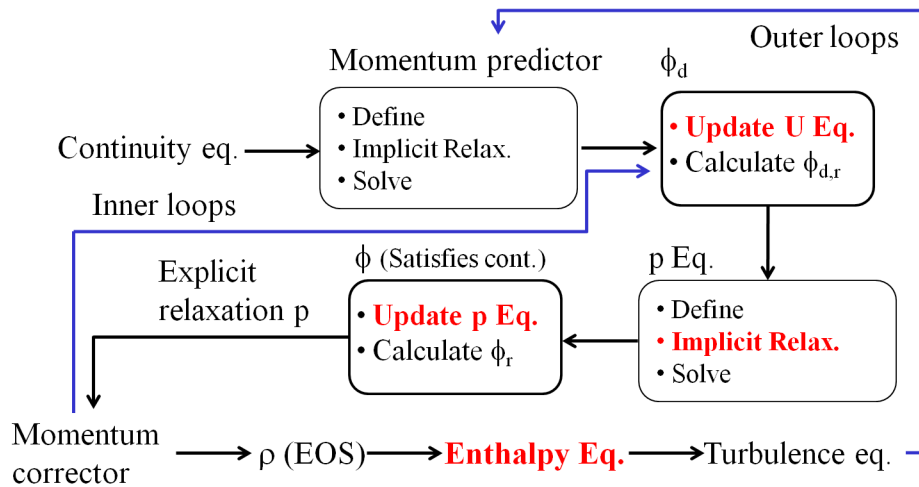 Outer loops
Momentum predictor
ϕd
• Define
• Implicit Relax.
• Solve
• Update U Eq.
• Calculate ϕd,r
Continuity eq.
Inner loops
Explicit
relaxation p
ϕ (Satisfies cont.)
p Eq.
• Update p Eq.
• Calculate ϕr
• Define
• Implicit Relax.
• Solve
Momentum
corrector
ρ (EOS)
Enthalpy Eq.
Turbulence eq.